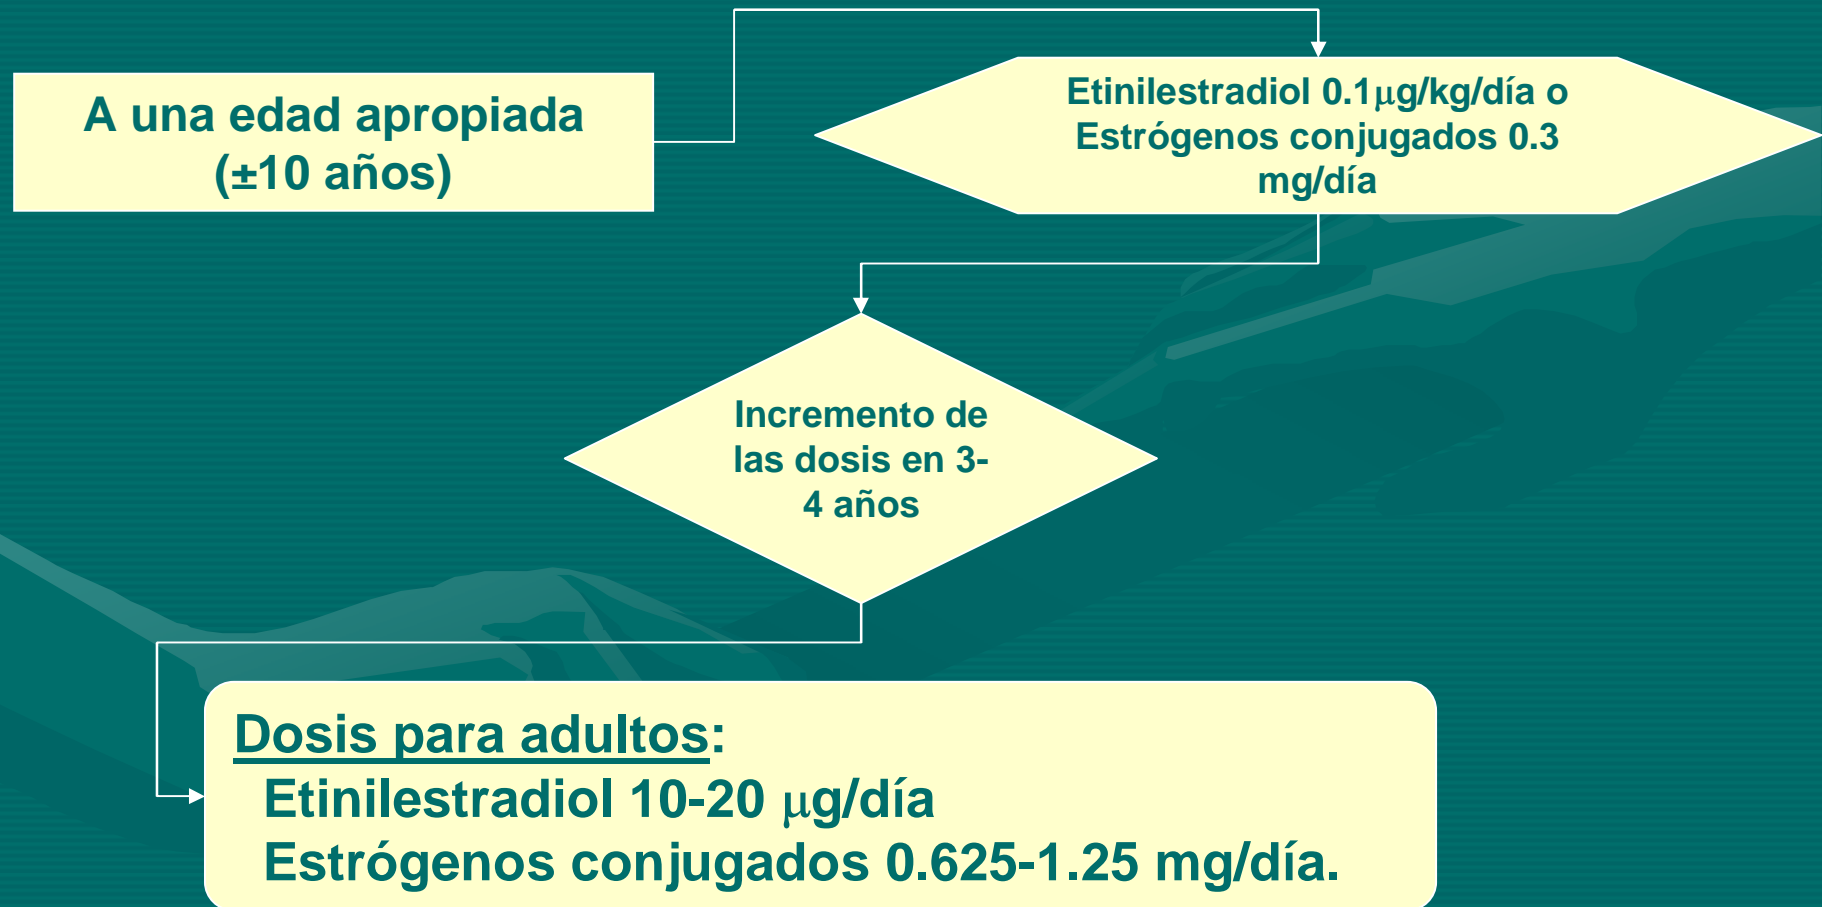 A una edad apropiada
(±10 años)
Etinilestradiol 0.1μg/kg/día o
Estrógenos conjugados 0.3
mg/día
Incremento de
las dosis en 3-
4 años
Dosis para adultos:
Etinilestradiol 10-20 μg/día
Estrógenos conjugados 0.625-1.25 mg/día.